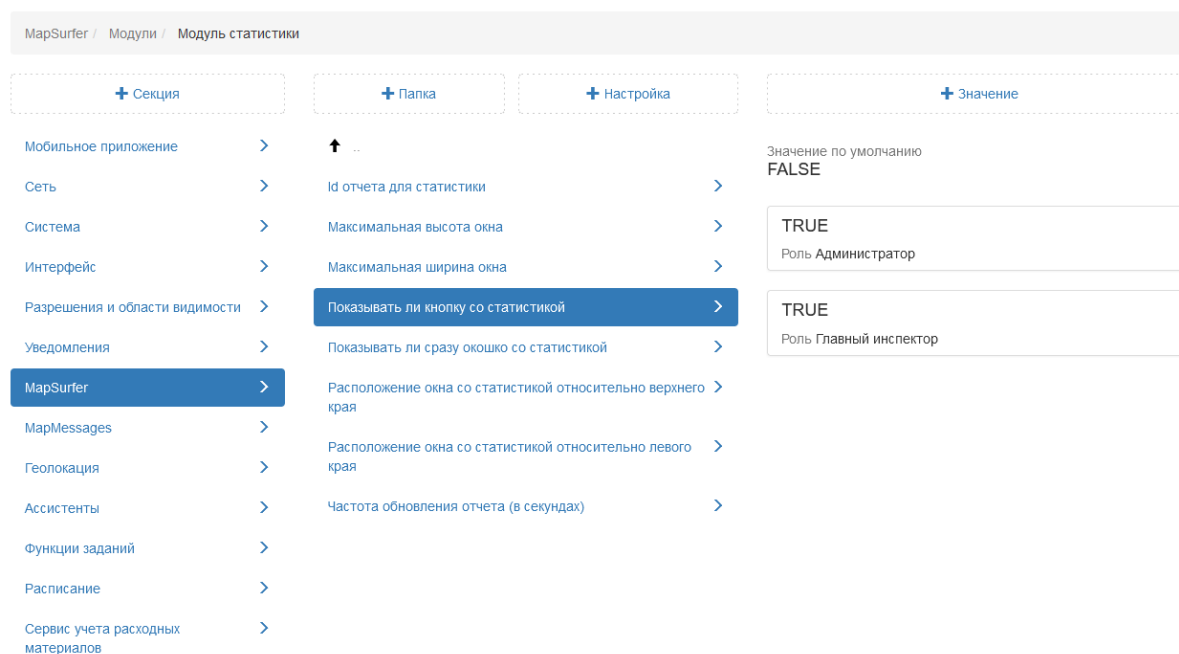 MapSurfer / Модули / Модуль статистики
+ Секция
+ Папка
+ Настройка
+ Значение
Мобильное приложение
Сеть
Система
Интерфейс
Разрешения и области видимости
Уведомления
MapSurfer
MapMessages
Геолокация
Ассистенты
Функции заданий
Расписание
Сервис учета расходных
материалов
..
Id отчета для статистики
Максимальная высота окна
Максимальная ширина окна
Показывать ли кнопку со статистикой
Показывать ли сразу окошко со статистикой
Расположение окна со статистикой относительно верхнего
края
Расположение окна со статистикой относительно левого
края
Частота обновления отчета (в секундах)
Значение по умолчанию
FALSE
TRUE
Роль Администратор
TRUE
Роль Главный инспектор